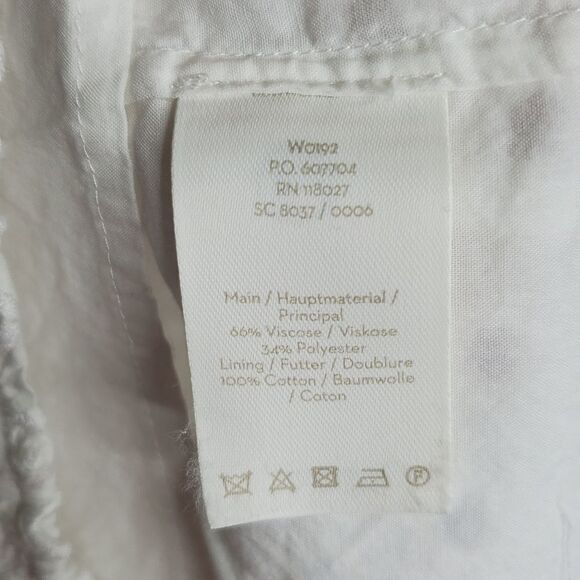 W0192
P.O. 607704
RN 118027
SC 8037 / 0006
Main / Hauptmaterial /
Principal
66% Viscose / Viskose
34% Polyester
Lining / Futter / Doublure
100% Cotton / Baumwolle
/ Coton
F